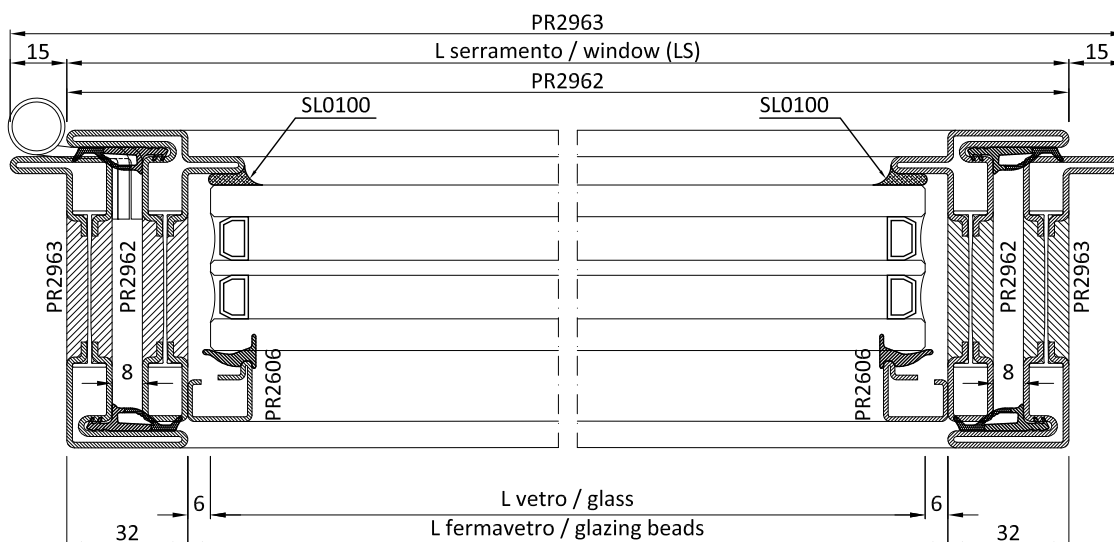 PR2963
15
L serramento / window (LS)
15
PR2962
SL0100
SL0100
PR2963
PR2962
PR2962
PR2963
8
PR2606
PR2606
8
6
L vetro / glass
6
32
L fermavetro / glazing beads
32